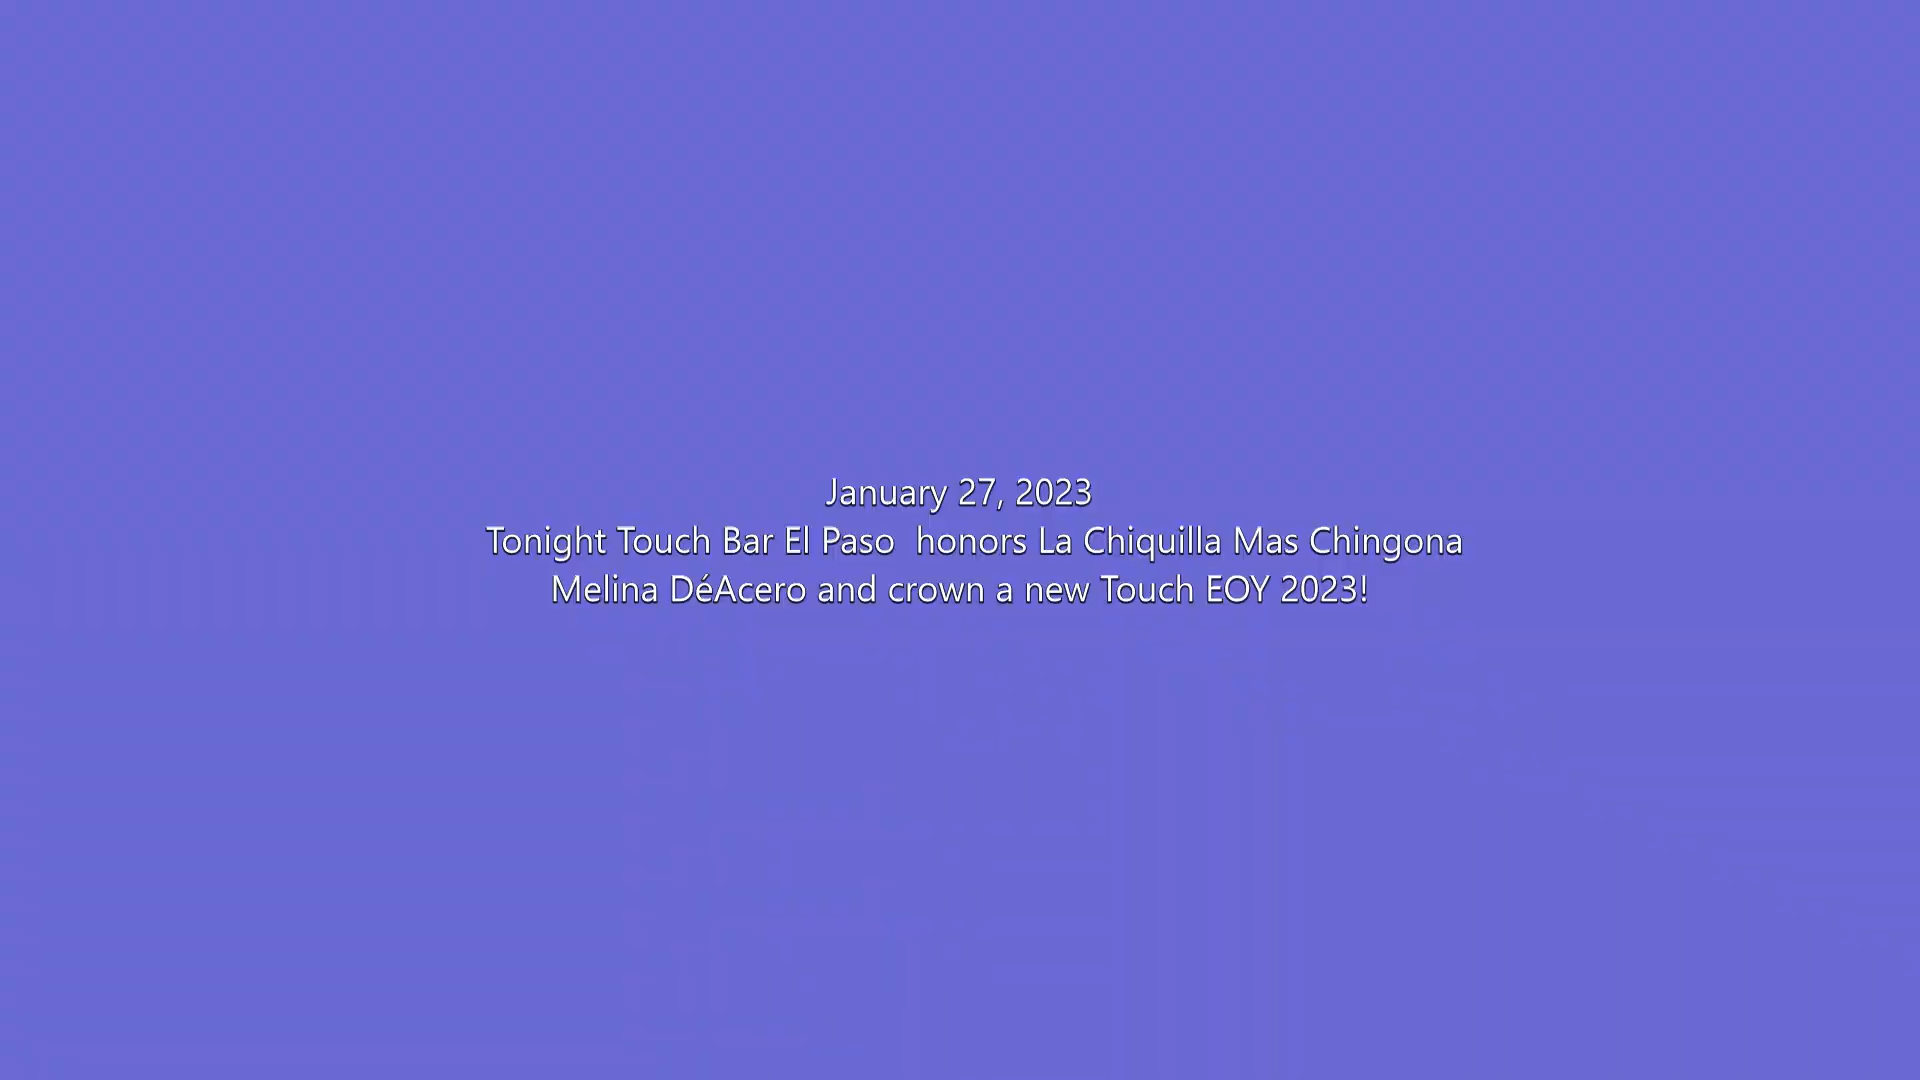 January 27, 2023
Tonight Touch Bar El Paso  honors La Chiquilla Mas Chingona
Melina DéAcero and crown a new Touch EOY 2023!